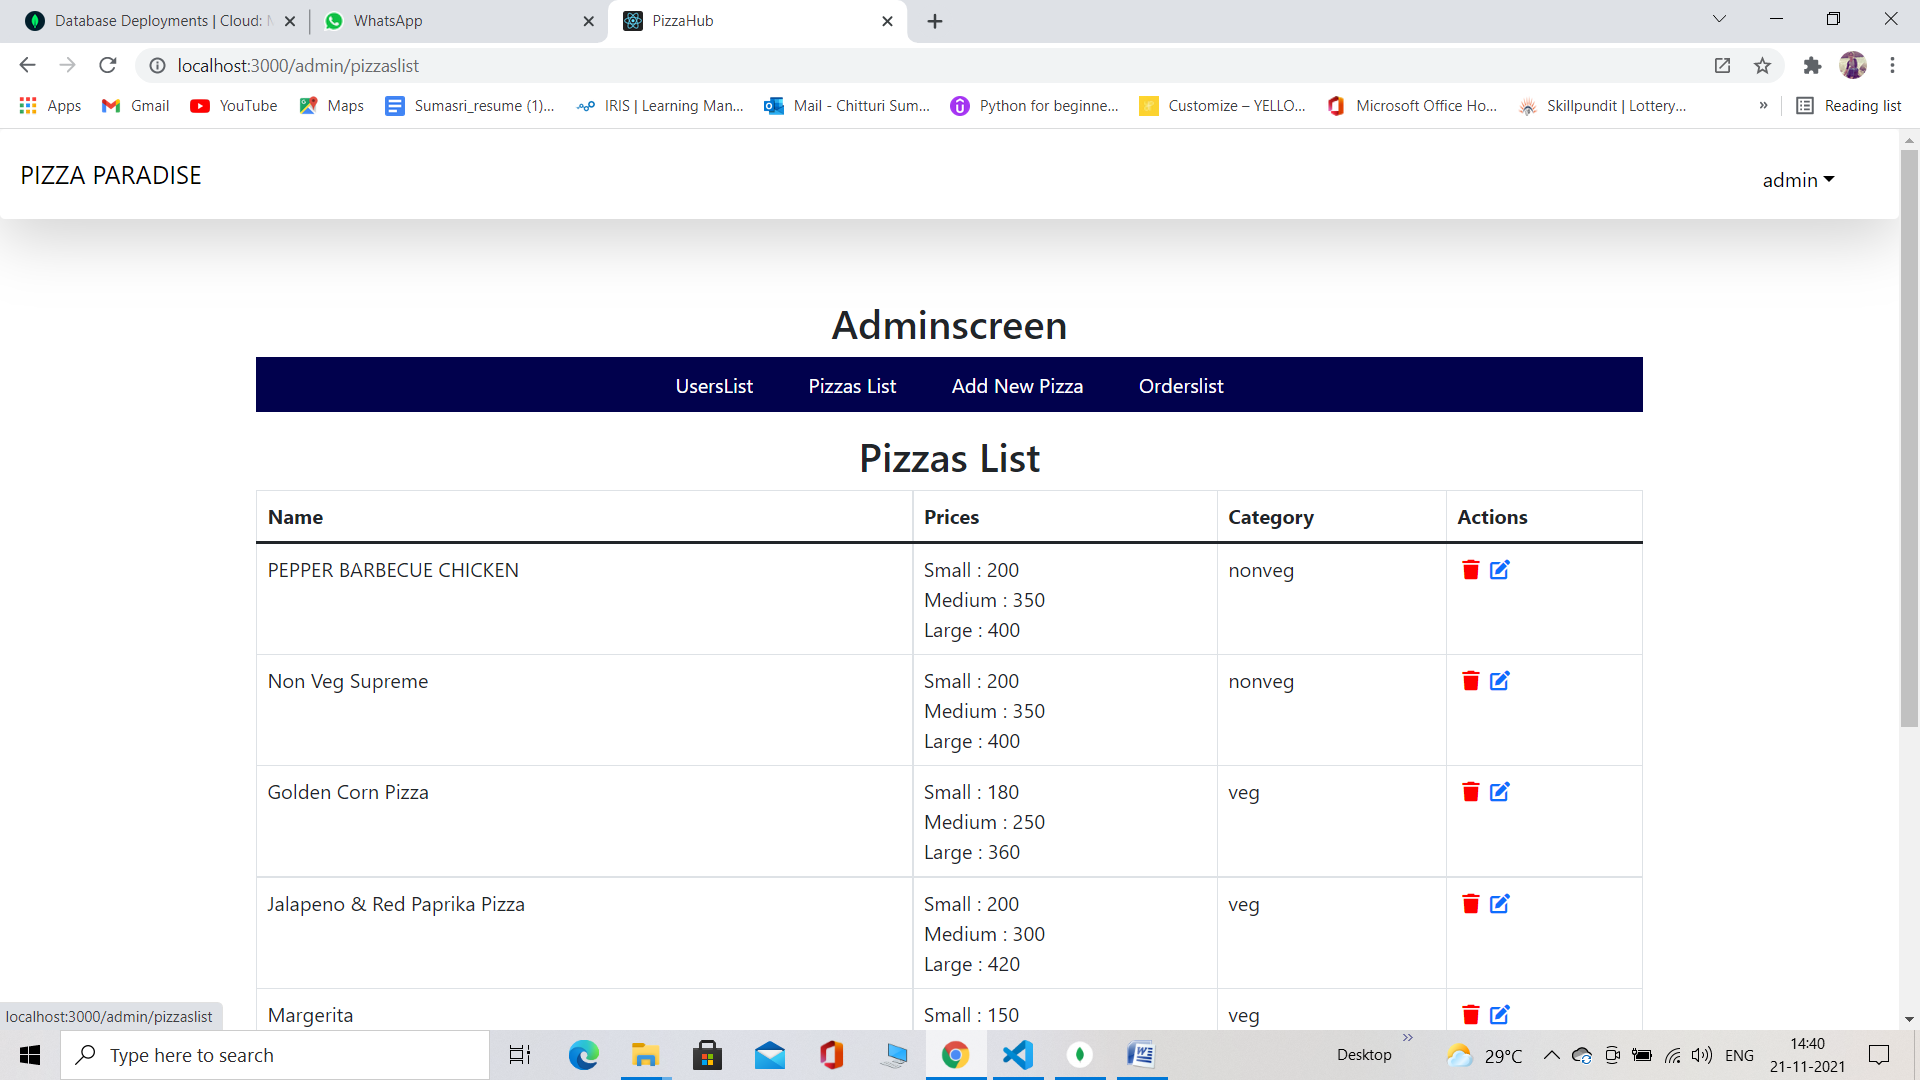 Database Deployments | Cloud:
WhatsApp
PizzaHub
localhost:3000/admin/pizzaslist
Apps
Gmail
YouTube
Maps
Sumasri_resume (1)...
IRIS | Learning Man...
Mail - Chitturi Sum...
Python for beginne...
Customize – YELLO...
Microsoft Office Ho...
Skillpundit | Lottery...
»
Reading list
PIZZA PARADISE
admin
Adminscreen
UsersList
Pizzas List
Add New Pizza
Orderslist
Pizzas List
Name Prices Category Actions
PEPPER BARBECUE CHICKEN Small : 200 nonveg
Medium : 350
Large : 400
Non Veg Supreme Small : 200 nonveg
Medium : 350
Large : 400
Golden Corn Pizza Small : 180 veg
Medium : 250
Large : 360
Jalapeno & Red Paprika Pizza Small : 200 veg
Medium : 300
Large : 420
Margerita Small : 150 veg
localhost:3000/admin/pizzaslist
Type here to search
Desktop
»
29°C
ENG
14:40
21-11-2021